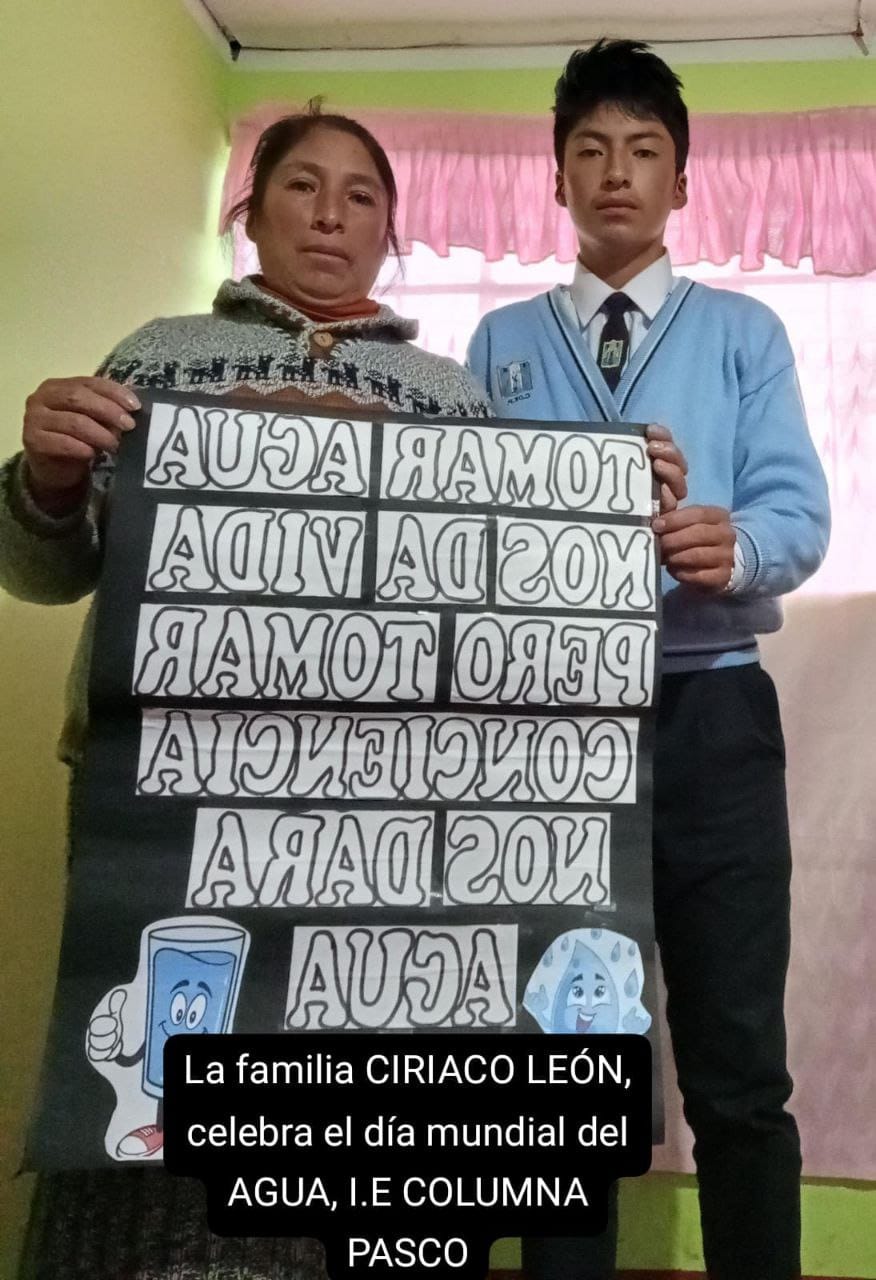 TOMAR AGUA
NOS DA VIDA
PERO TOMAR
CONCIENCIA
NOS DARA
AGUA
La familia CIRIACO LEÓN,
celebra el día mundial del
AGUA, I.E COLUMNA
PASCO